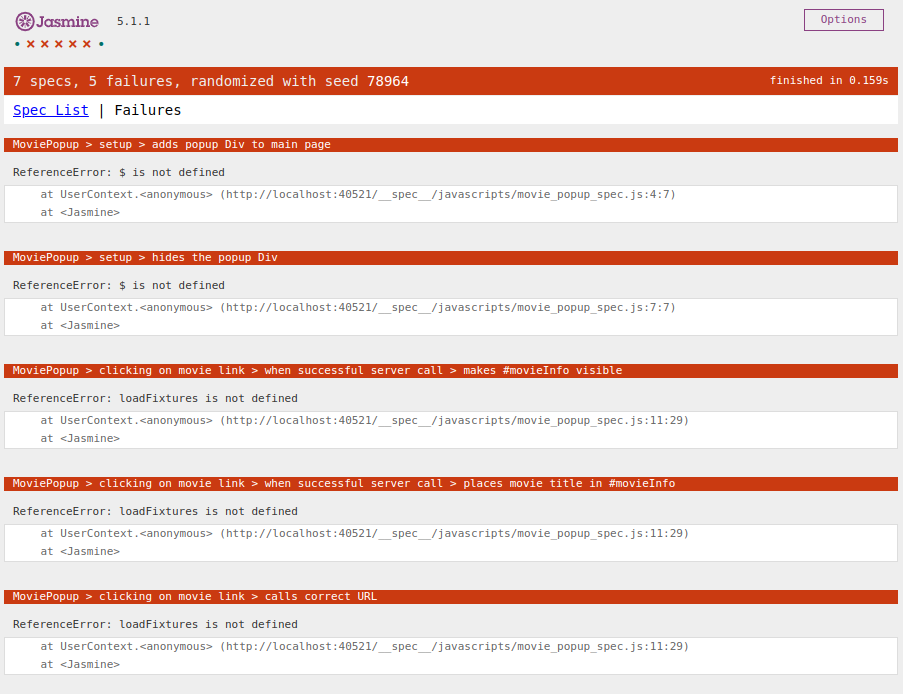 Jasmine 5.1.1 Options
• × × × × × •
7 specs, 5 failures, randomized with seed 78964 finished in 0.159s
Spec List | Failures
MoviePopup > setup > adds popup Div to main page
ReferenceError: $ is not defined
at UserContext.<anonymous> (http://localhost:40521/__spec__/javascripts/movie_popup_spec.js:4:7)
at <Jasmine>
MoviePopup > setup > hides the popup Div
ReferenceError: $ is not defined
at UserContext.<anonymous> (http://localhost:40521/__spec__/javascripts/movie_popup_spec.js:7:7)
at <Jasmine>
MoviePopup > clicking on movie link > when successful server call > makes #movieInfo visible
ReferenceError: loadFixtures is not defined
at UserContext.<anonymous> (http://localhost:40521/__spec__/javascripts/movie_popup_spec.js:11:29)
at <Jasmine>
MoviePopup > clicking on movie link > when successful server call > places movie title in #movieInfo
ReferenceError: loadFixtures is not defined
at UserContext.<anonymous> (http://localhost:40521/__spec__/javascripts/movie_popup_spec.js:11:29)
at <Jasmine>
MoviePopup > clicking on movie link > calls correct URL
ReferenceError: loadFixtures is not defined
at UserContext.<anonymous> (http://localhost:40521/__spec__/javascripts/movie_popup_spec.js:11:29)
at <Jasmine>